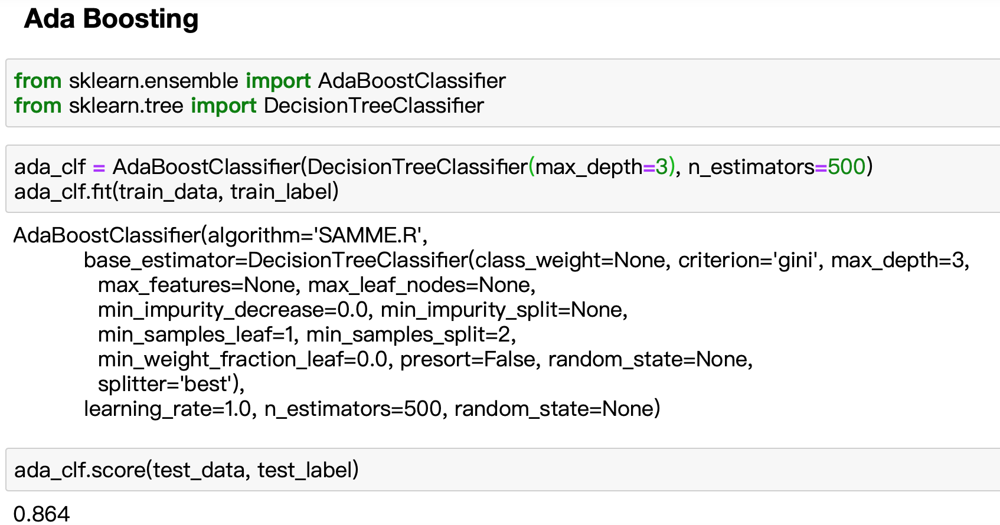 Ada Boosting
from sklearn.ensemble import AdaBoostClassifier
from sklearn.tree import DecisionTreeClassifier
ada_clf = AdaBoostClassifier(DecisionTreeClassifier(max_depth=3), n_estimators=500)
ada_clf.fit(train_data, train_label)
AdaBoostClassifier(algorithm='SAMME.R',
base_estimator=DecisionTreeClassifier(class_weight=None, criterion='gini', max_depth=3,
max_features=None, max_leaf_nodes=None,
min_impurity_decrease=0.0, min_impurity_split=None,
min_samples_leaf=1, min_samples_split=2,
min_weight_fraction_leaf=0.0, presort=False, random_state=None,
splitter='best'),
learning_rate=1.0, n_estimators=500, random_state=None)
ada_clf.score(test_data, test_label)
0.864